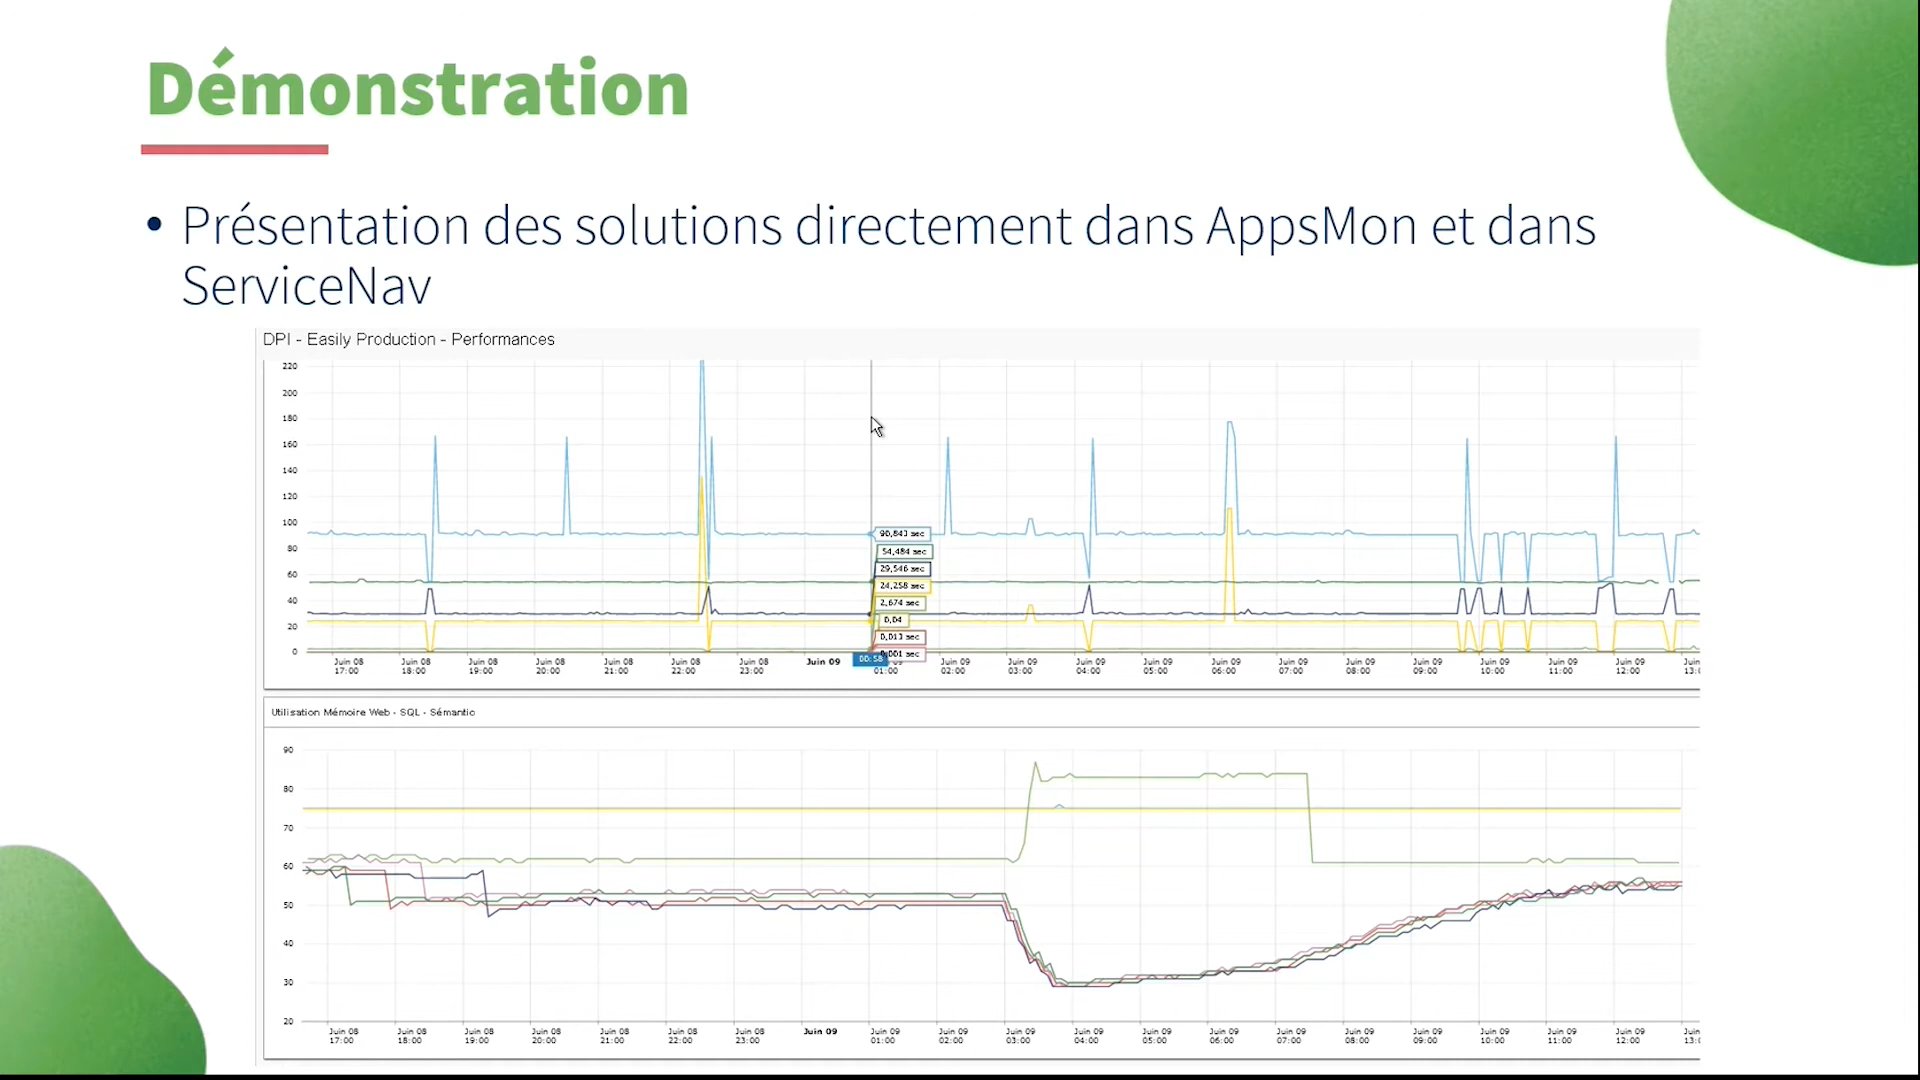 Démonstration
• Présentation des solutions directement dans AppsMon et dans
ServiceNav
DPI - Easily Production - Performances
220
200
180
160
140
120
100
80
60
40
20
0
90,843 sec
54,484 sec
29,546 sec
24,258 sec
2,674 sec
0,04
0,013 sec
0,001 sec
00:58
Juin 08 Juin 08 Juin 08 Juin 08 Juin 08 Juin 08 Juin 08 Juin 09 Juin 09 Juin 09 Juin 09 Juin 09 Juin 09 Juin 09 Juin 09 Juin 09 Juin 09 Juin 09 Juin 09
17:00 18:00 19:00 20:00 21:00 22:00 23:00 01:00 02:00 03:00 04:00 05:00 06:00 07:00 08:00 09:00 10:00 11:00 12:00
Utilisation Mémoire Web - SQL - Sémantic
90
80
70
60
50
40
30
20
Juin 08 Juin 08 Juin 08 Juin 08 Juin 08 Juin 08 Juin 08 Juin 09 Juin 09 Juin 09 Juin 09 Juin 09 Juin 09 Juin 09 Juin 09 Juin 09 Juin 09 Juin 09 Juin 09 Juin 09
17:00 18:00 19:00 20:00 21:00 22:00 23:00 01:00 02:00 03:00 04:00 05:00 06:00 07:00 08:00 09:00 10:00 11:00 12:00